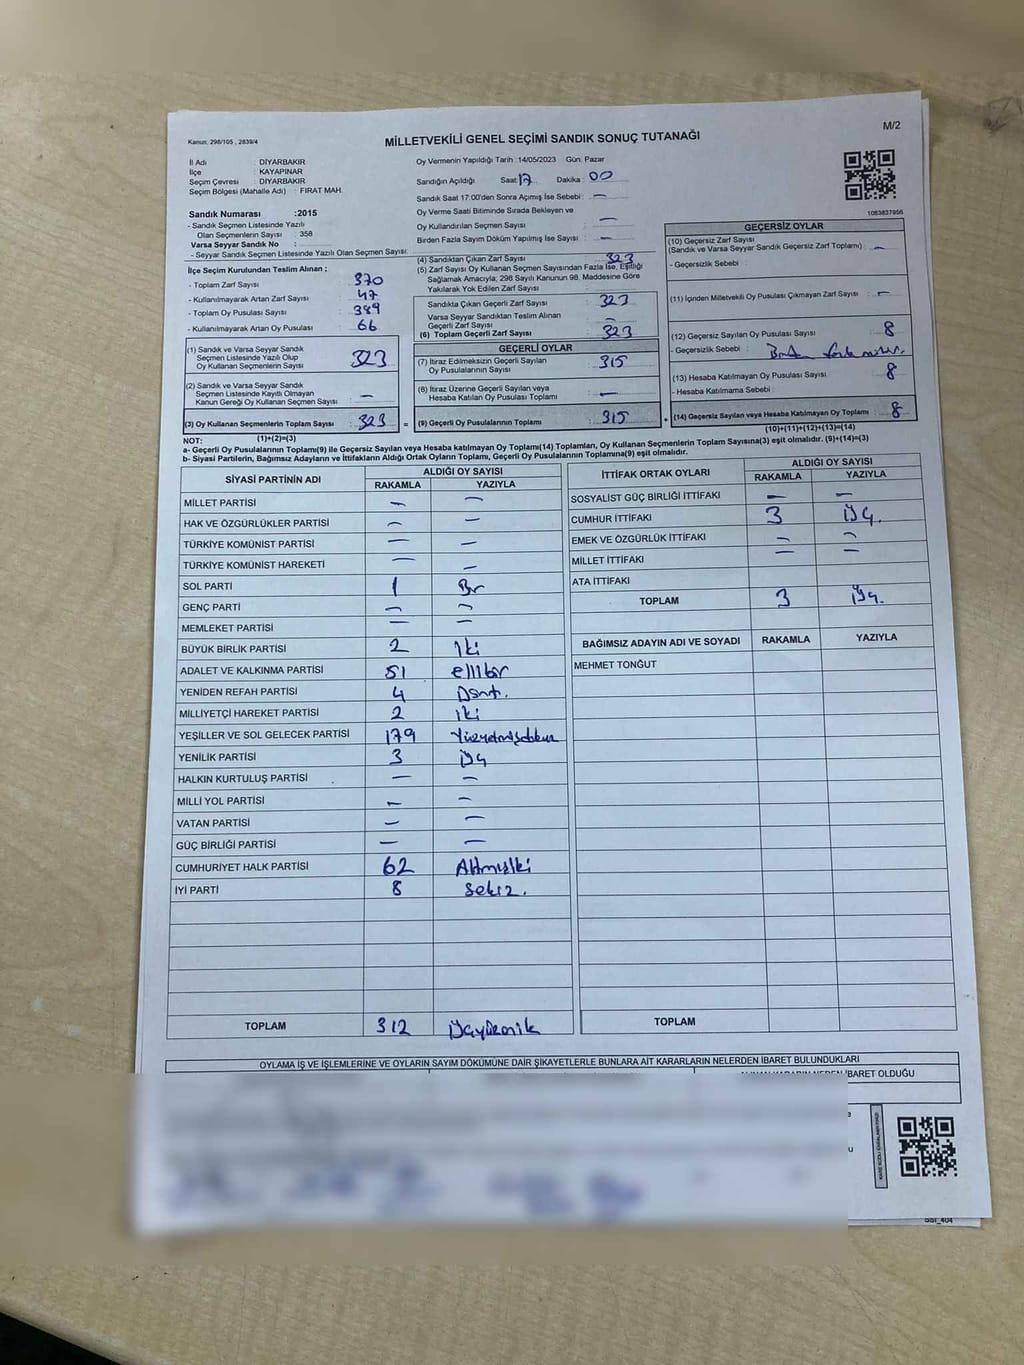 Kanun: 298/105 , 2839/4
MİLLETVEKİLİ GENEL SEÇİMİ SANDIK SONUÇ TUTANAĞI
M/2
İl Adı : DİYARBAKIR
İlçe : KAYAPINAR
Seçim Çevresi : DİYARBAKIR
Seçim Bölgesi (Mahalle Adı) : FIRAT MAH.
Sandık Numarası :2015
- Sandık Seçmen Listesinde Yazılı
Olan Seçmenlerin Sayısı : 358
Varsa Seyyar Sandık No :
- Seyyar Sandık Seçmen Listesinde Yazılı Olan Seçmen Sayısı:
İlçe Seçim Kurulundan Teslim Alınan ;
- Toplam Zarf Sayısı : 370
- Kullanılmayarak Artan Zarf Sayısı : 47
- Toplam Oy Pusulası Sayısı : 389
- Kullanılmayarak Artan Oy Pusulası : 66
(1) Sandık ve Varsa Seyyar Sandık
Seçmen Listesinde Yazılı Olup
Oy Kullanan Seçmenlerin Sayısı : 323
(2) Sandık ve Varsa Seyyar Sandık
Seçmen Listesinde Kayıtlı Olmayan
Kanun Gereği Oy Kullanan Seçmen Sayısı : —
(3) Oy Kullanan Seçmenlerin Toplam Sayısı : 323 =
(1)+(2)=(3)
Oy Vermenin Yapıldığı Tarih : 14/05/2023 Gün: Pazar
Sandığın Açıldığı Saat: 17 Dakika : 00
Sandık Saat 17:00'den Sonra Açımış İse Sebebi : —
Oy Verme Saati Bitiminde Sırada Bekleyen ve
Oy Kullandırılan Seçmen Sayısı : —
Birden Fazla Sayım Döküm Yapılmış İse Sayısı : —
(4) Sandıktan Çıkan Zarf Sayısı : 323
(5) Zarf Sayısı Oy Kullanan Seçmen Sayısından Fazla İse, Eşitliği
Sağlamak Amacıyla; 298 Sayılı Kanunun 98. Maddesine Göre
Yakılarak Yok Edilen Zarf Sayısı :
Sandıkta Çıkan Geçerli Zarf Sayısı : 323
Varsa Seyyar Sandıktan Teslim Alınan
Geçerli Zarf Sayısı : —
(6) Toplam Geçerli Zarf Sayısı : 323
GEÇERLİ OYLAR
(7) İtiraz Edilmeksizin Geçerli Sayılan
Oy Pusulalarının Sayısı : 315
(8) İtiraz Üzerine Geçerli Sayılan veya
Hesaba Katılan Oy Pusulası Toplamı : —
(9) Geçerli Oy Pusulalarının Toplamı : 315 +
1083837956
GEÇERSİZ OYLAR
(10) Geçersiz Zarf Sayısı
(Sandık ve Varsa Seyyar Sandık Geçersiz Zarf Toplamı) : —
- Geçersizlik Sebebi :
(11) İçinden Milletvekili Oy Pusulası Çıkmayan Zarf Sayısı : —
(12) Geçersiz Sayılan Oy Pusulası Sayısı : 8
- Geçersizlik Sebebi :
(13) Hesaba Katılmayan Oy Pusulası Sayısı : 8
- Hesaba Katılmama Sebebi :
(14) Geçersiz Sayılan veya Hesaba Katılmayan Oy Toplamı : 8
(10)+(11)+(12)+(13)=(14)
NOT:
a- Geçerli Oy Pusulalarının Toplamı(9) ile Geçersiz Sayılan veya Hesaba katılmayan Oy Toplamı(14) Toplamları, Oy Kullanan Seçmenlerin Toplam Sayısına(3) eşit olmalıdır. (9)+(14)=(3)
b- Siyasi Partilerin, Bağımsız Adayların ve İttifakların Aldığı Ortak Oyların Toplamı, Geçerli Oy Pusulalarının Toplamına(9) eşit olmalıdır.
SİYASİ PARTİNİN ADI ALDIĞI OY SAYISI
RAKAMLA YAZIYLA
MİLLET PARTİSİ — —
HAK VE ÖZGÜRLÜKLER PARTİSİ — —
TÜRKİYE KOMÜNİST PARTİSİ — —
TÜRKİYE KOMÜNİST HAREKETİ — —
SOL PARTİ 1 Bir
GENÇ PARTİ — —
MEMLEKET PARTİSİ — —
BÜYÜK BİRLİK PARTİSİ 2 iki
ADALET VE KALKINMA PARTİSİ 51 ellibir
YENİDEN REFAH PARTİSİ 4 Dört.
MİLLİYETÇİ HAREKET PARTİSİ 2 iki
YEŞİLLER VE SOL GELECEK PARTİSİ 179 Yüzyetmişdokuz
YENİLİK PARTİSİ 3 üç
HALKIN KURTULUŞ PARTİSİ — —
MİLLİ YOL PARTİSİ — —
VATAN PARTİSİ — —
GÜÇ BİRLİĞİ PARTİSİ — —
CUMHURİYET HALK PARTİSİ 62 Altmışiki
İYİ PARTİ 8 Sekiz.
TOPLAM 312 Üçyüzonik
İTTİFAK ORTAK OYLARI ALDIĞI OY SAYISI
RAKAMLA YAZIYLA
SOSYALİST GÜÇ BİRLİĞİ İTTİFAKI — —
CUMHUR İTTİFAKI 3 üç.
EMEK VE ÖZGÜRLÜK İTTİFAKI — —
MİLLET İTTİFAKI — —
ATA İTTİFAKI
TOPLAM 3 üç.
BAĞIMSIZ ADAYIN ADI VE SOYADI RAKAMLA YAZIYLA
MEHMET TONĞUT
TOPLAM
OYLAMA İŞ VE İŞLEMLERİNE VE OYLARIN SAYIM DÖKÜMÜNE DAİR ŞİKAYETLERLE BUNLARA AİT KARARLARIN NELERDEN İBARET BULUNDUKLARI
İBARET OLDUĞU